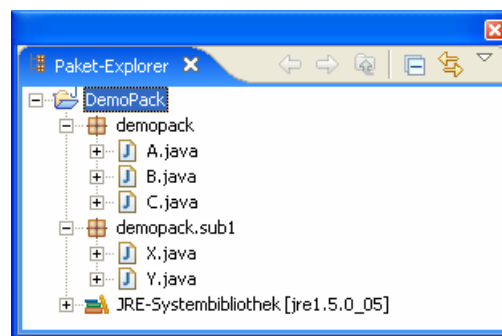 Paket-Explorer
DemoPack
demopack
A.java
B.java
C.java
demopack.sub1
X.java
Y.java
JRE-Systembibliothek [jre1.5.0_05]